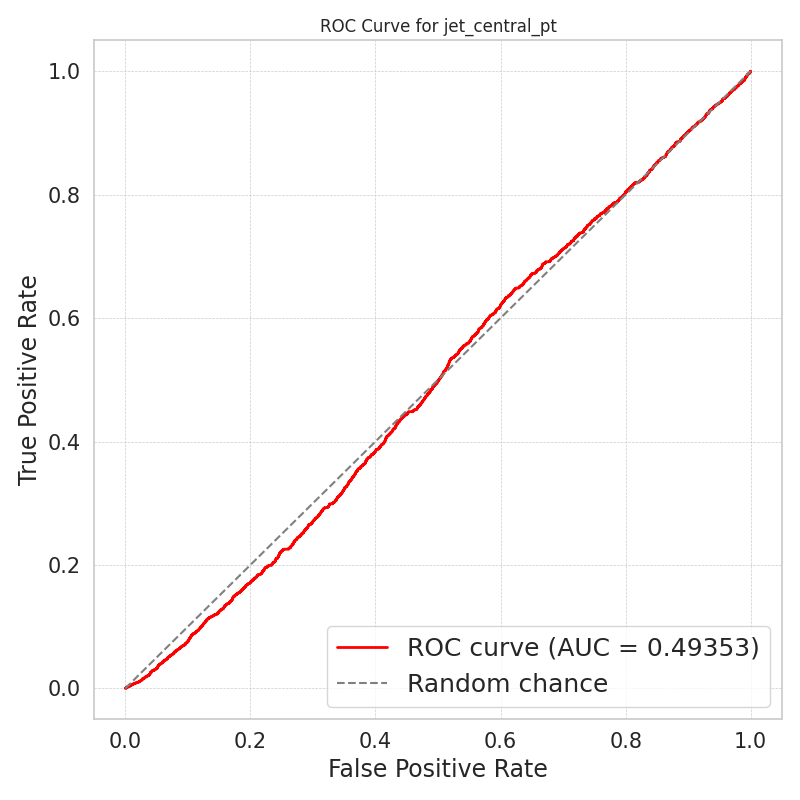 ROC Curve for jet_central_pt
True Positive Rate
1.0
0.8
0.6
0.4
0.2
0.0
ROC curve (AUC = 0.49353)
Random chance
0.0 0.2 0.4 0.6 0.8 1.0
False Positive Rate